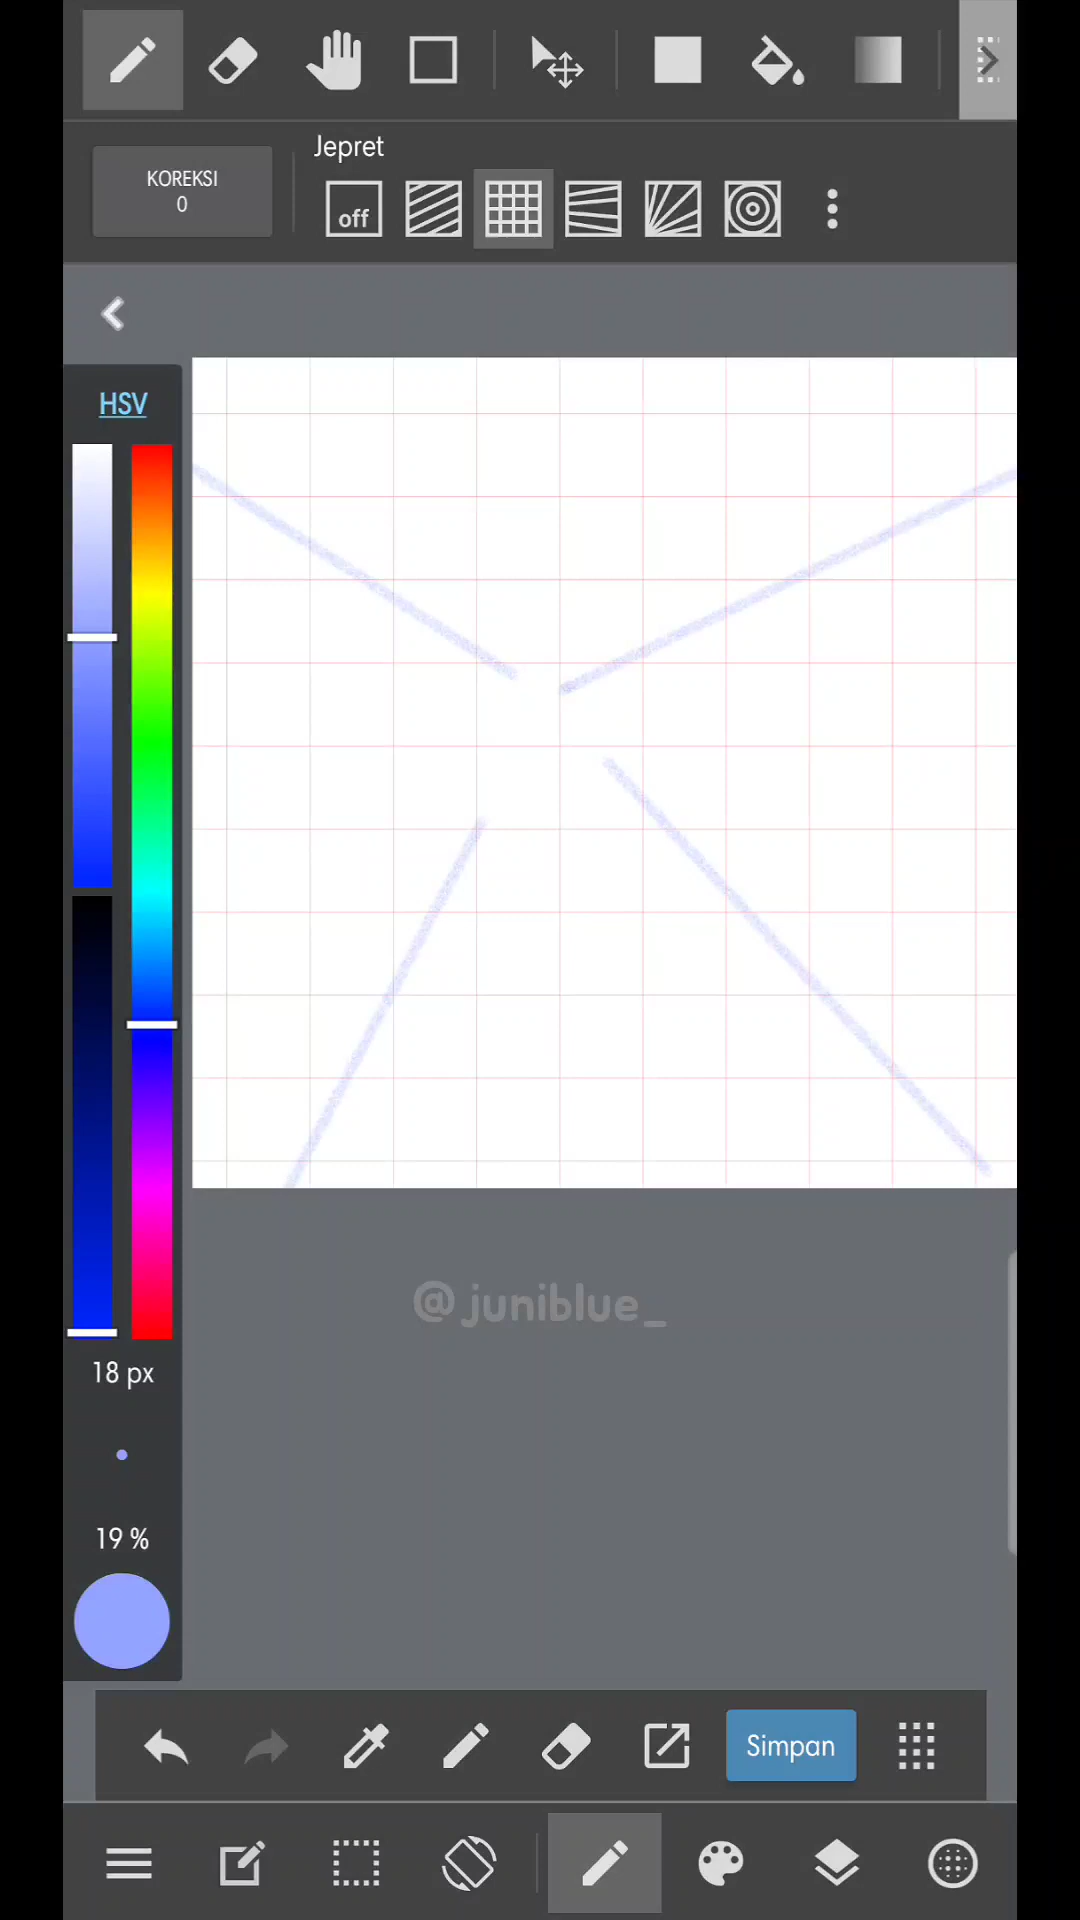 Jepret
KOREKSI
0
off
HSV
@juniblue_
18 px
19 %
Simpan